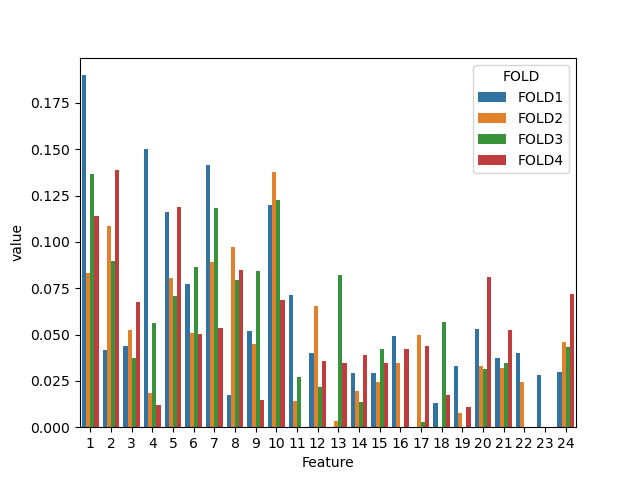 FOLD
FOLD1
FOLD2
FOLD3
FOLD4
value
0.175
0.150
0.125
0.100
0.075
0.050
0.025
0.000
1 2 3 4 5 6 7 8 9 10 11 12 13 14 15 16 17 18 19 20 21 22 23 24
Feature